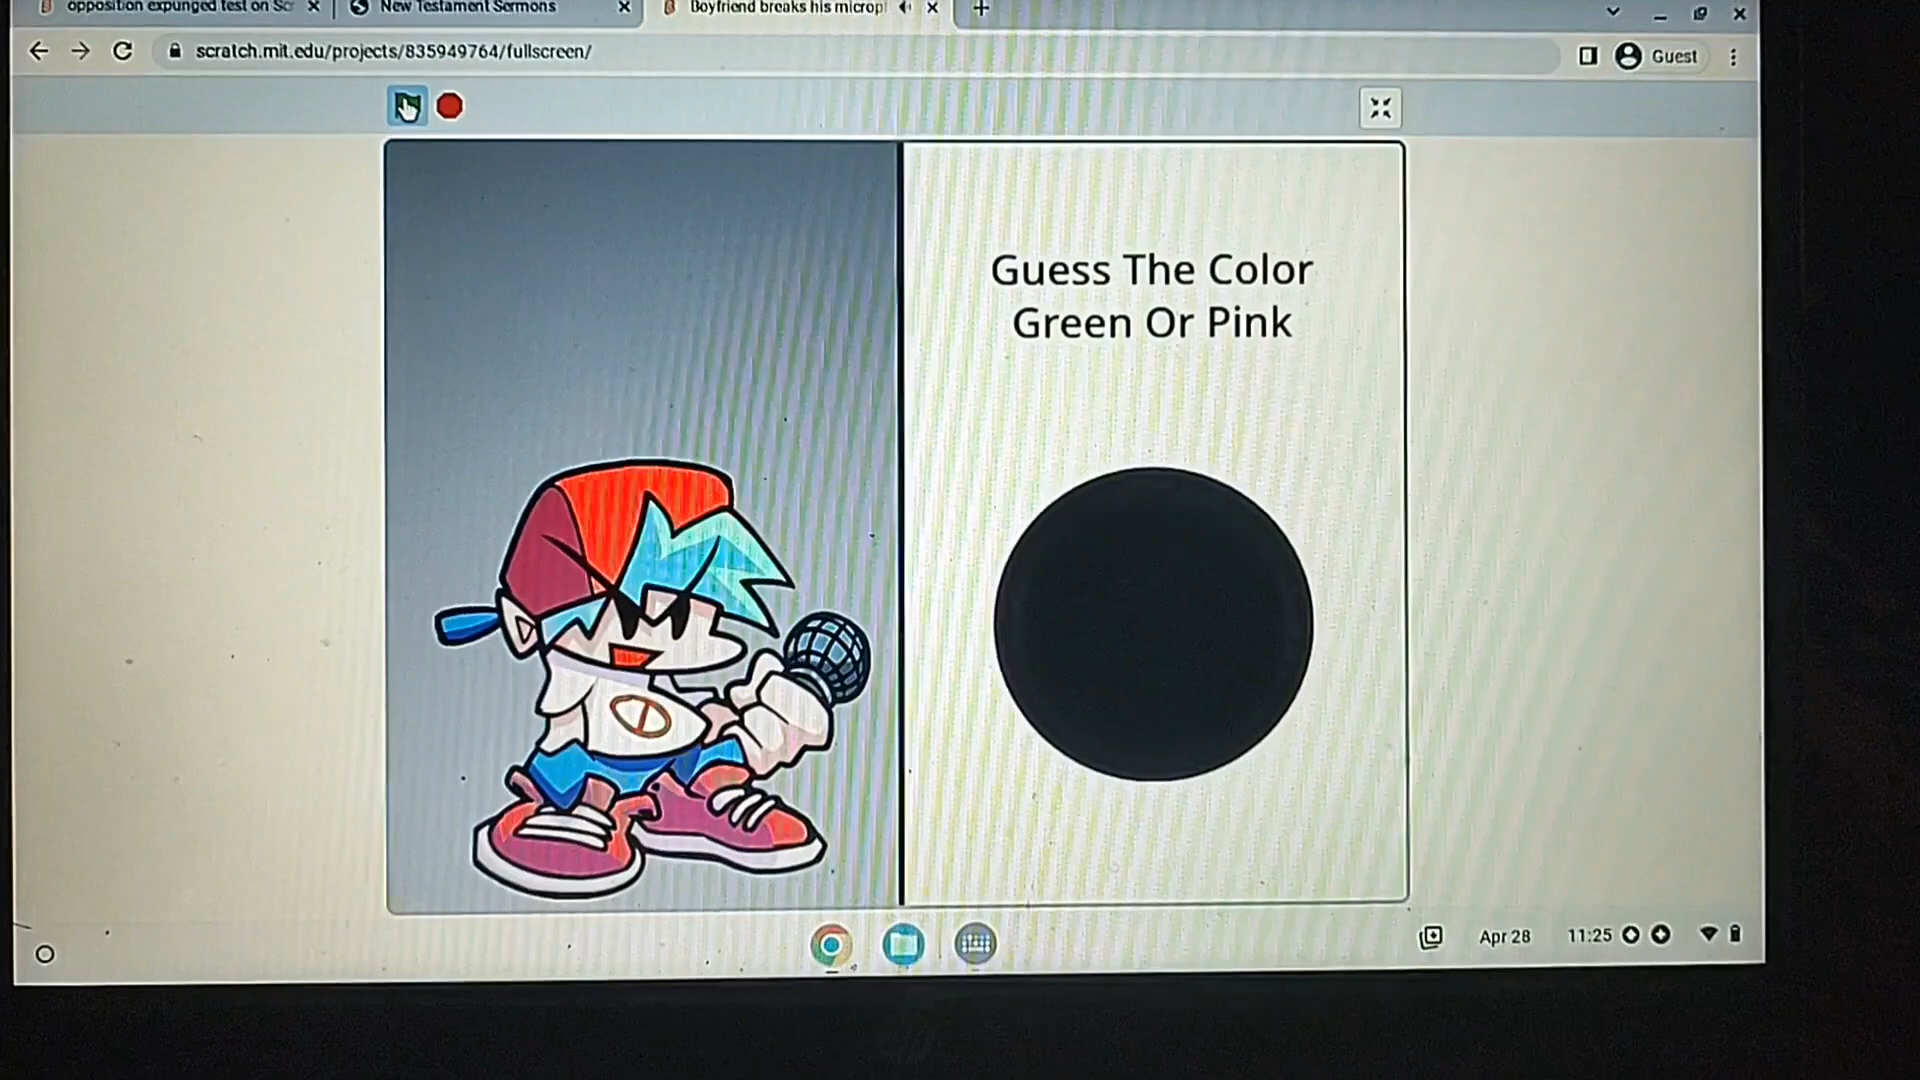 opposition expunged test on Scr
New Testament Sermons
Boyfriend breaks his microp
scratch.mit.edu/projects/835949764/fullscreen/
Guest
Guess The Color
Green Or Pink
Apr 28
11:25